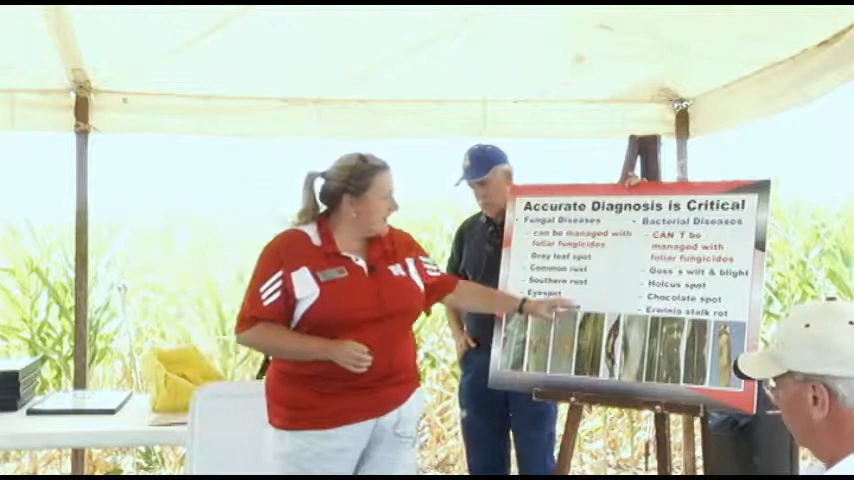 Accurate Diagnosis is Critical
• Fungal Diseases
- can be managed with
foliar fungicides
- Gray leaf spot
- Common rust
- Southern rust
- Eyespot
• Bacterial Diseases
- CAN'T be
managed with
foliar fungicides
- Goss's wilt & blight
- Holcus spot
- Chocolate spot
- Erwinia stalk rot